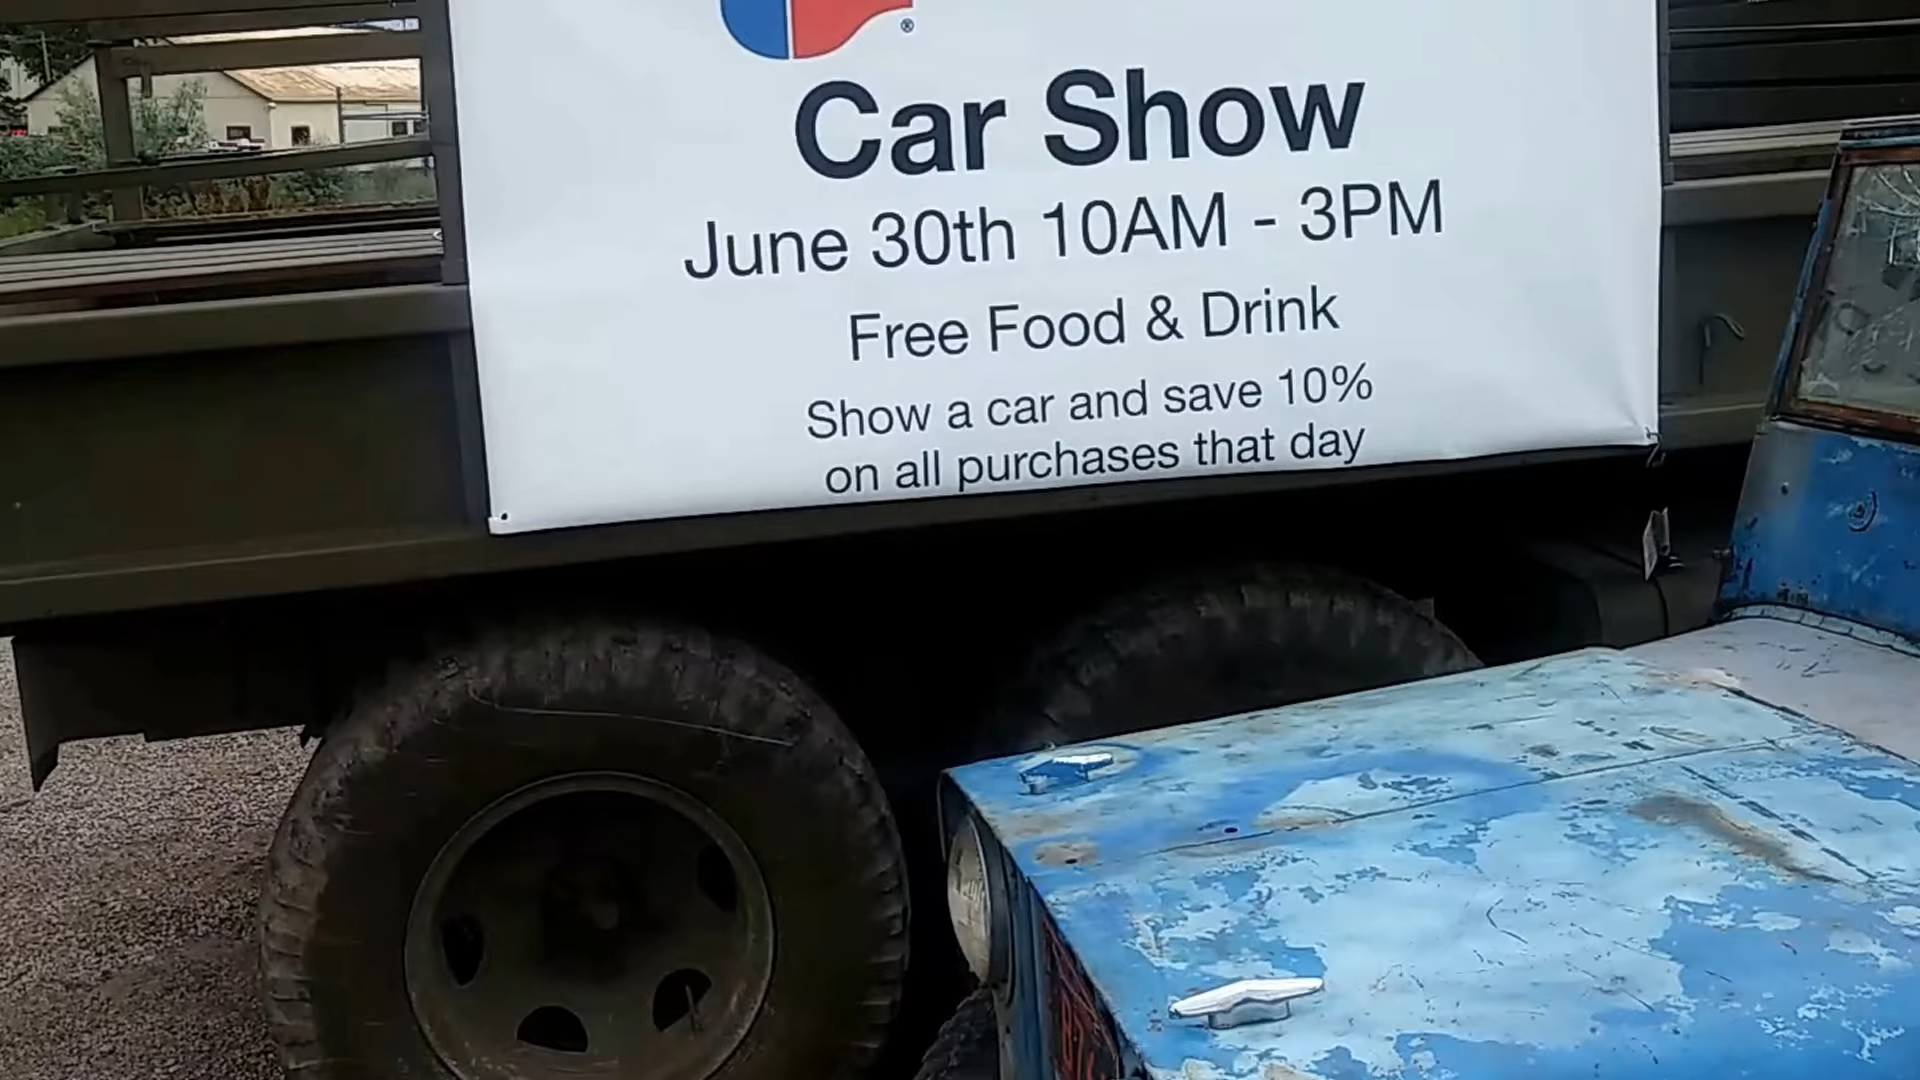 ®
Car Show
June 30th 10AM - 3PM
Free Food & Drink
Show a car and save 10%
on all purchases that day